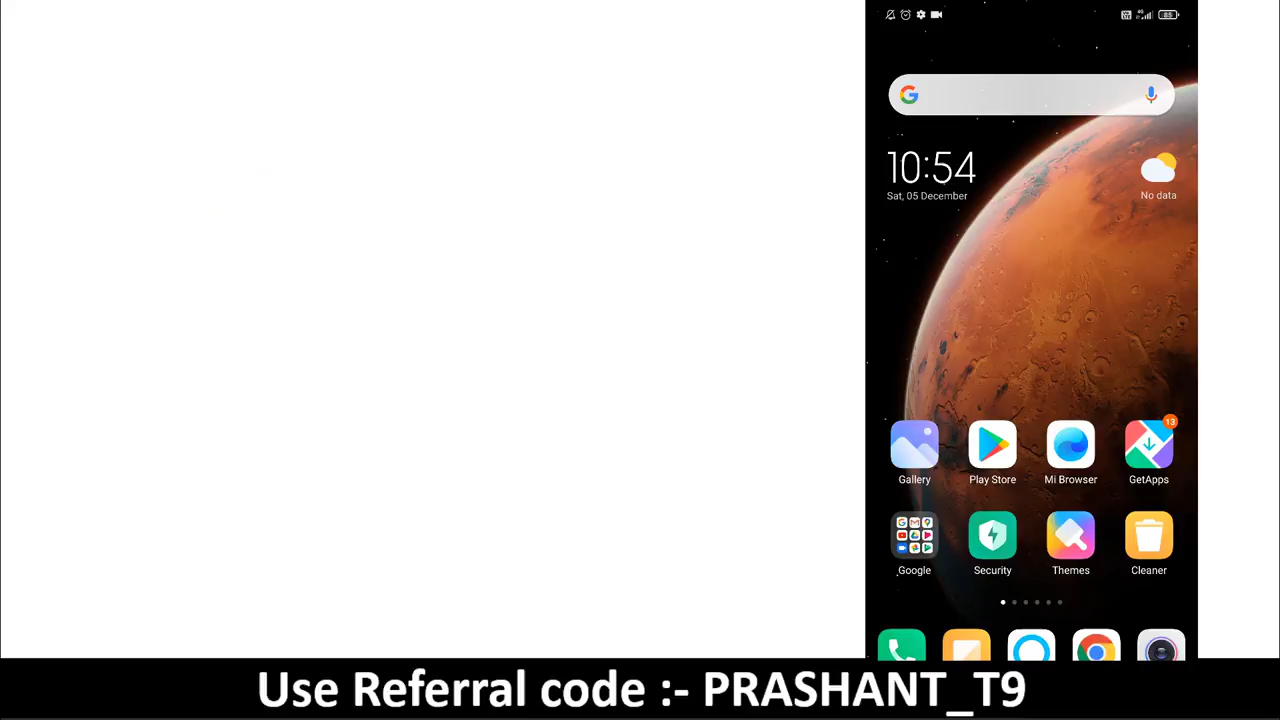 10:54
Sat, 05 December
No data
13
Gallery
Play Store
Mi Browser
GetApps
Google
Security
Themes
Cleaner
Use Referral code :- PRASHANT_T9